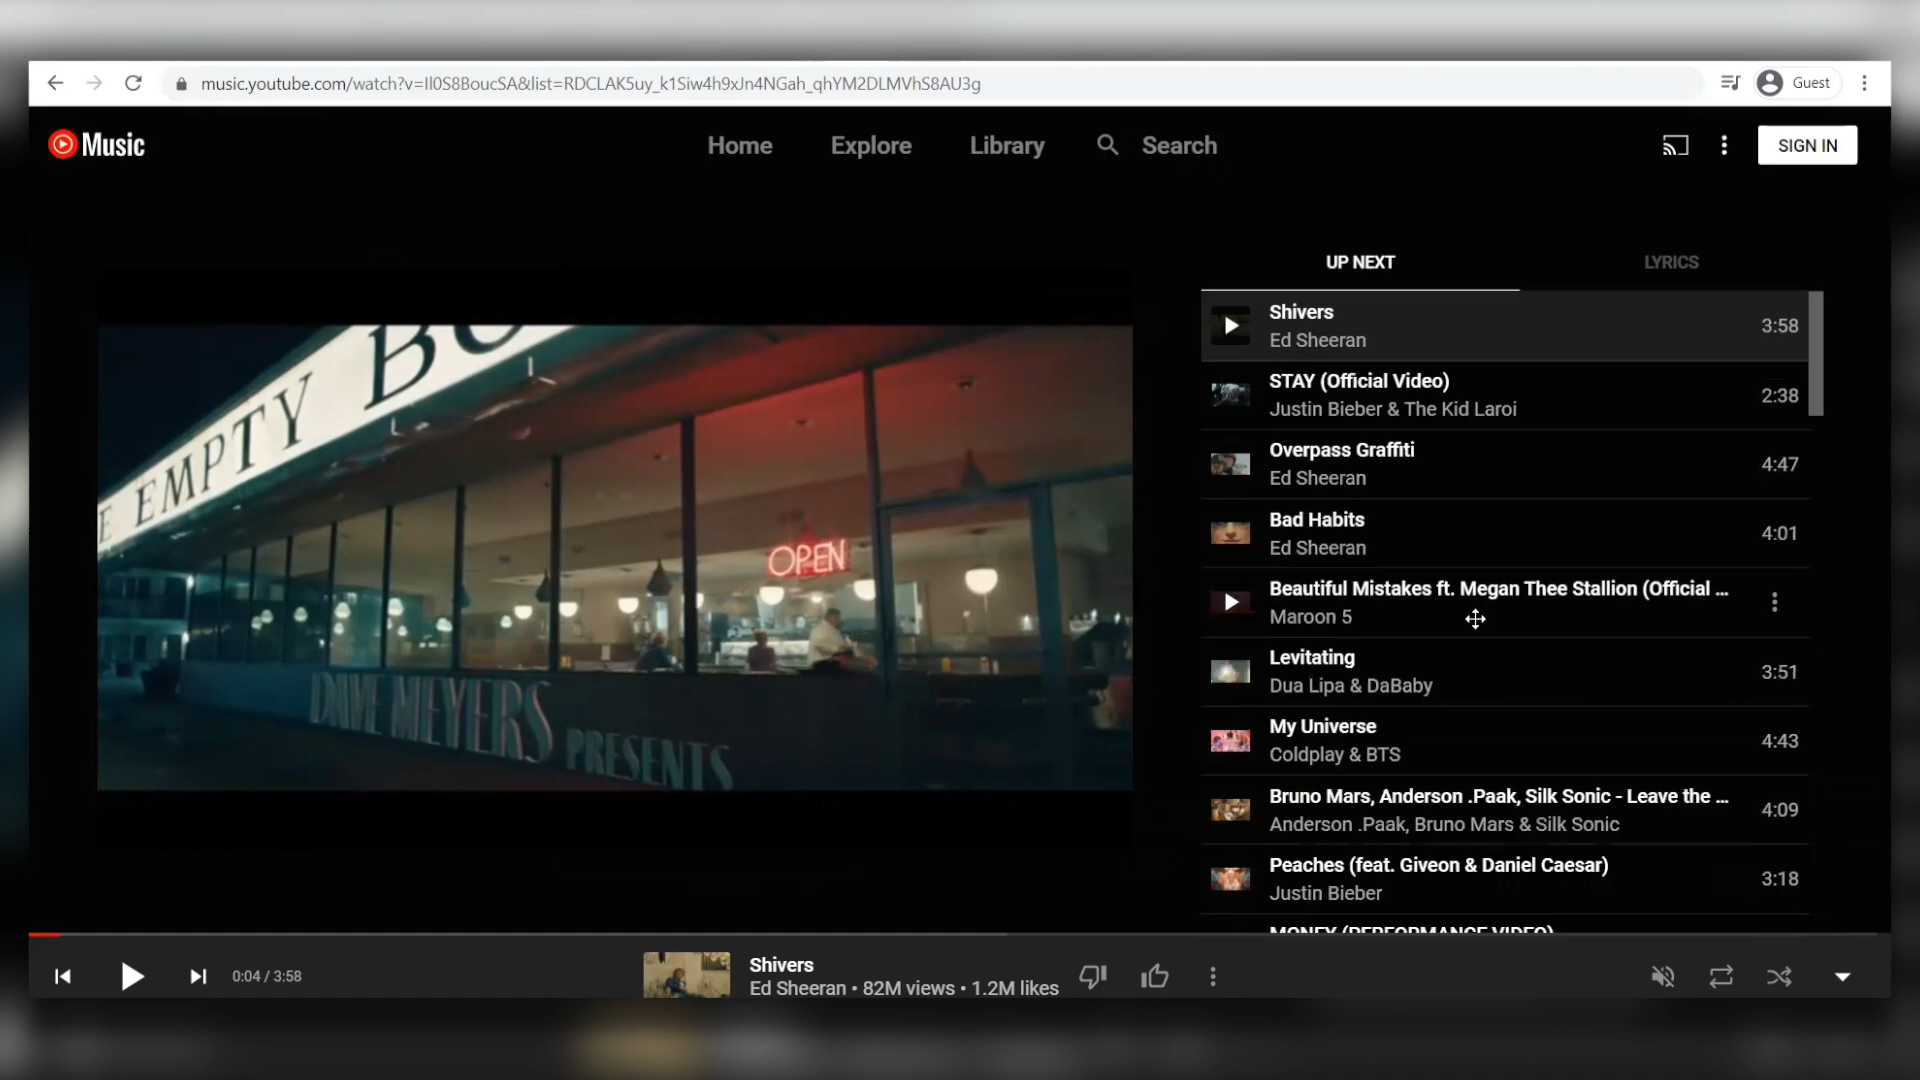 music.youtube.com/watch?v=Il0S8BoucSA&list=RDCLAK5uy_k1Siw4h9xJn4NGah_qhYM2DLMVhS8AU3g
Guest
Music
Home
Explore
Library
Search
SIGN IN
E EMPTY BO
OPEN
DAVE MEYERS PRESENTS
UP NEXT
LYRICS
Shivers
Ed Sheeran
3:58
STAY (Official Video)
Justin Bieber & The Kid Laroi
2:38
Overpass Graffiti
Ed Sheeran
4:47
Bad Habits
Ed Sheeran
4:01
Beautiful Mistakes ft. Megan Thee Stallion (Official ...
Maroon 5
Levitating
Dua Lipa & DaBaby
3:51
My Universe
Coldplay & BTS
4:43
Bruno Mars, Anderson .Paak, Silk Sonic - Leave the ...
Anderson .Paak, Bruno Mars & Silk Sonic
4:09
Peaches (feat. Giveon & Daniel Caesar)
Justin Bieber
3:18
MONEY (PERFORMANCE VIDEO)
0:04 / 3:58
Shivers
Ed Sheeran • 82M views • 1.2M likes